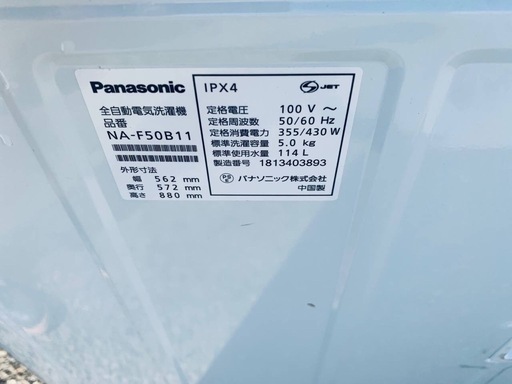 Panasonic
全自動電気洗濯機
品番
NA-F50B11
外形寸法
幅 562 mm
奥行 572 mm
高さ 880 mm
IPX4
S JET
定格電圧 100 V ～
定格周波数 50/60 Hz
定格消費電力 355/430 W
標準洗濯容量 5.0 kg
標準使用水量 114 L
製造番号 1813403893
PS E パナソニック株式会社
中国製